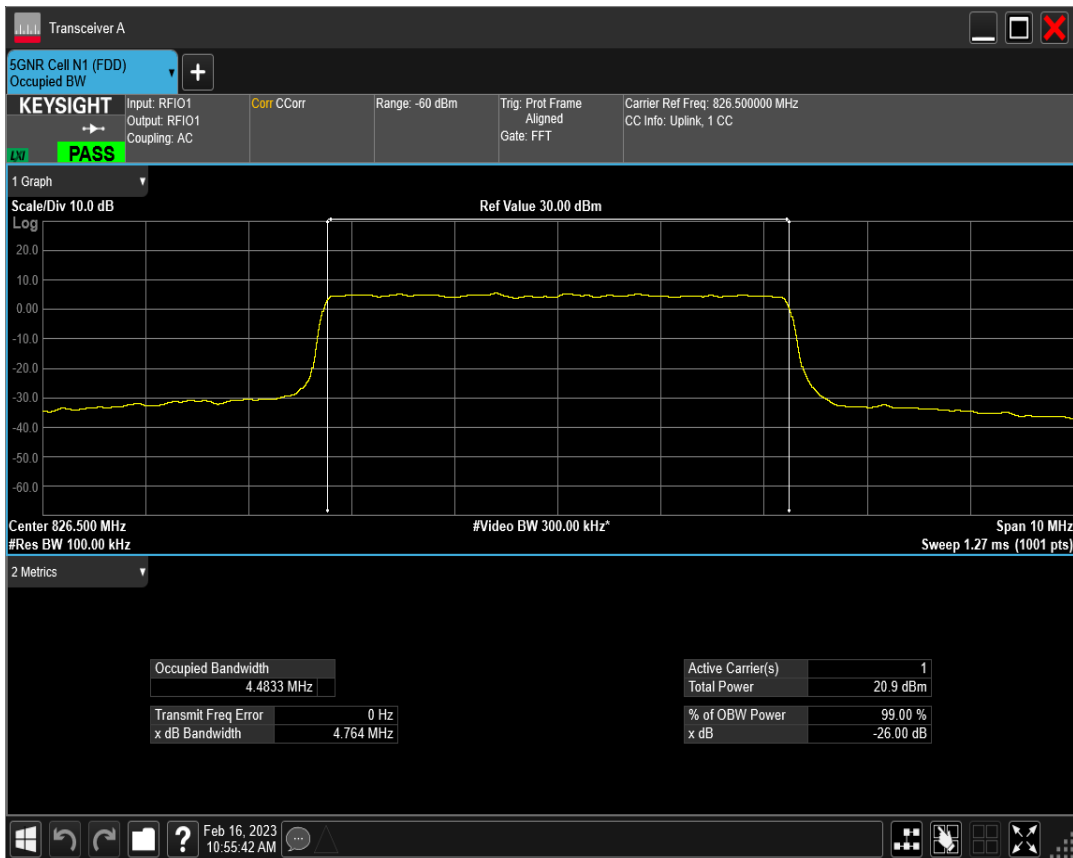 Transceiver A
5GNR Cell N1 (FDD)
Occupied BW
KEYSIGHT
LXI
PASS
Input: RFIO1
Output: RFIO1
Coupling: AC
Corr CCorr
Range: -60 dBm
Trig: Prot Frame
Aligned
Gate: FFT
Carrier Ref Freq: 826.500000 MHz
CC Info: Uplink, 1 CC
1 Graph
Scale/Div 10.0 dB
Ref Value 30.00 dBm
Log
20.0
10.0
0.00
-10.0
-20.0
-30.0
-40.0
-50.0
-60.0
Center 826.500 MHz
#Video BW 300.00 kHz*
Span 10 MHz
#Res BW 100.00 kHz
Sweep 1.27 ms (1001 pts)
2 Metrics
Occupied Bandwidth
4.4833 MHz
Active Carrier(s) 1
Total Power 20.9 dBm
Transmit Freq Error 0 Hz
x dB Bandwidth 4.764 MHz
% of OBW Power 99.00 %
x dB -26.00 dB
?
Feb 16, 2023
10:55:42 AM